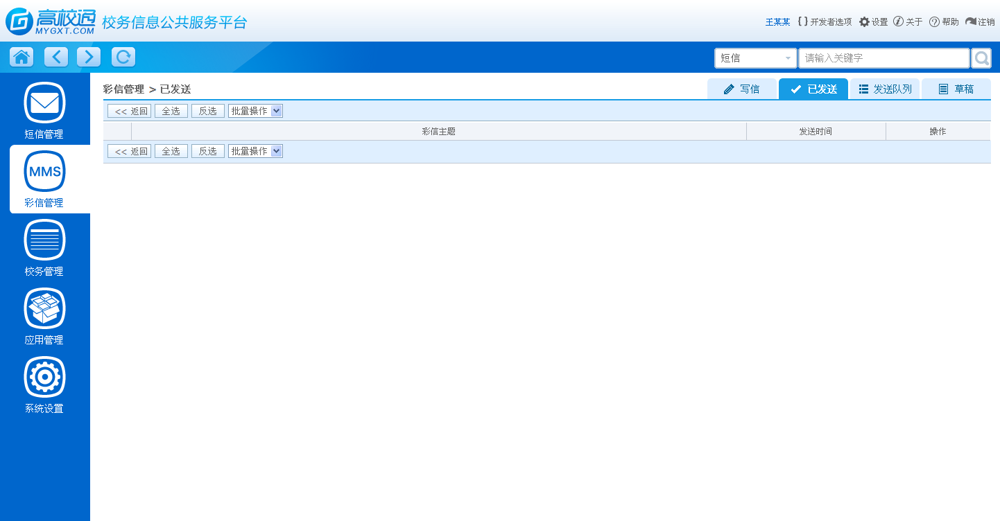 高校通 MYGXT.COM 校务信息公共服务平台
王某某 { } 开发者选项 设置 关于 帮助 注销
短信 请输入关键字
短信管理
MMS
彩信管理
校务管理
应用管理
系统设置
彩信管理 > 已发送
写信 已发送 发送队列 草稿
<< 返回 全选 反选 批量操作
彩信主题 发送时间 操作
<< 返回 全选 反选 批量操作